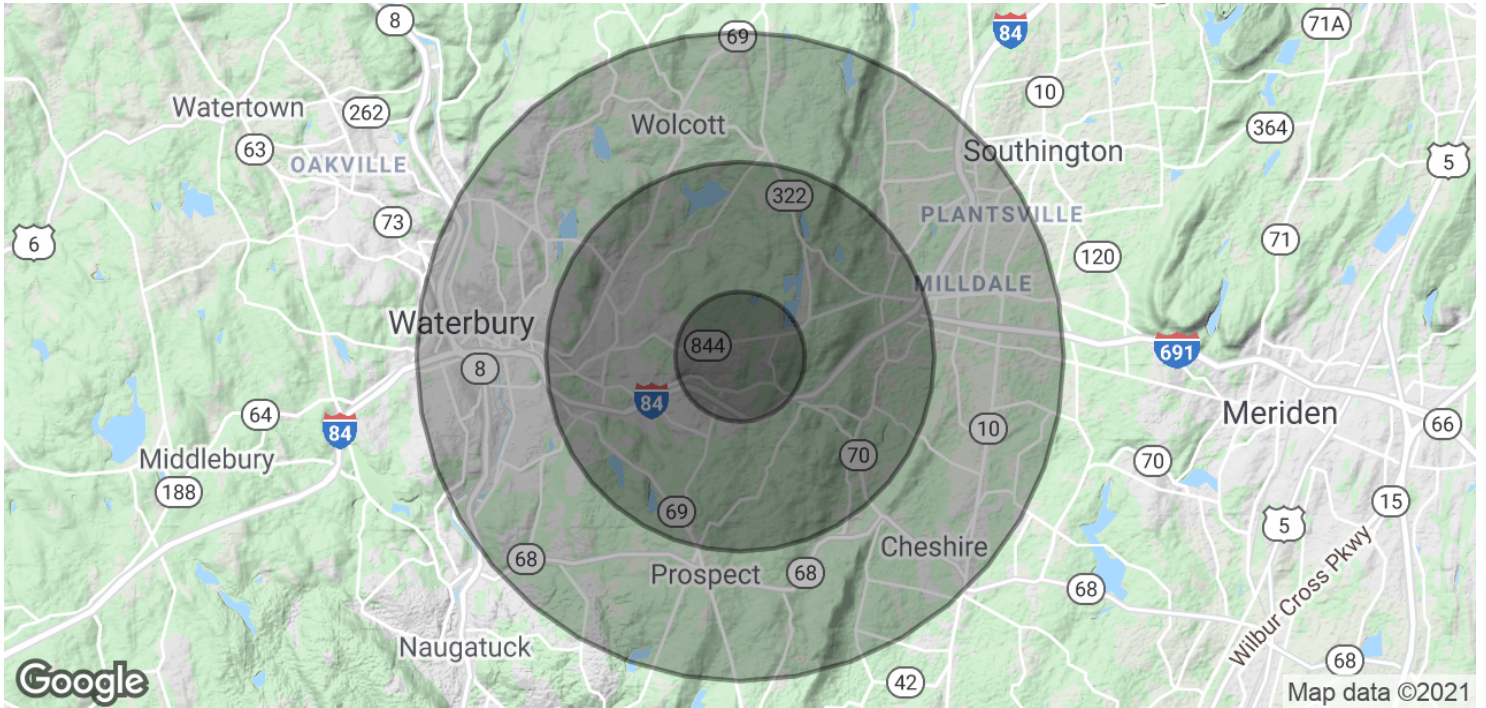 8
69
84
71A
Watertown
262
10
Wolcott
364
63
OAKVILLE
Southington
5
322
73
PLANTSVILLE
6
71
120
MILLDALE
Waterbury
844
691
8
84
64
84
Meriden
10
66
Middlebury
70
70
188
69
15
5
68
Cheshire
Prospect
68
68
Wilbur Cross Pkwy
Naugatuck
68
42
Google
Map data ©2021